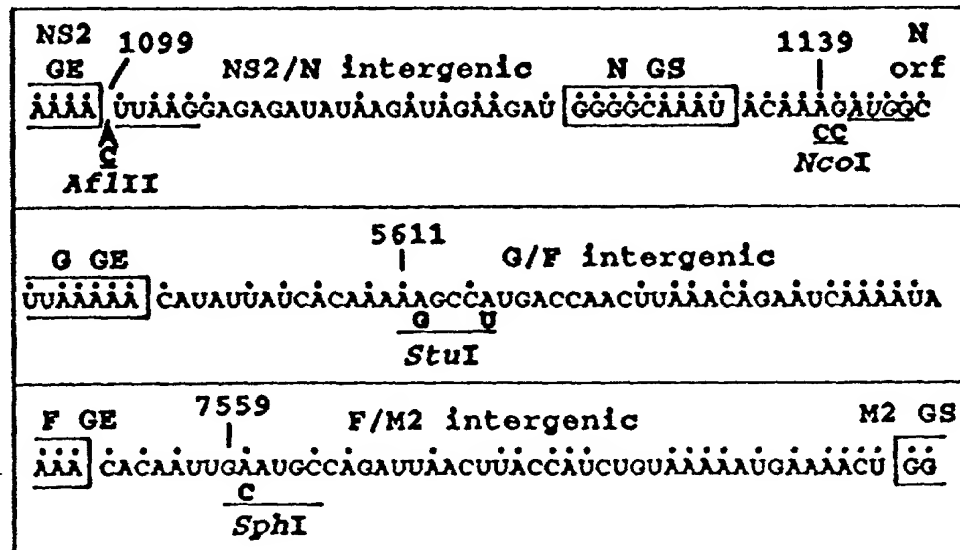 NS2 1099 1139 N
GE NS2/N intergenic N GS orf
AAAA UUAAGGAGAGAUAUAAGAUAGAAGAU GGGGCAAAU ACAAAGAUGGC
C CC
AflII NcoI
5611
G GE G/F intergenic
UUAAAAA CAUAUUAUCACAAAAAGCCAUGACCAACUUAAACAGAAUCAAAAUA
G U
StuI
7559
F GE F/M2 intergenic M2 GS
AAA CACAAUUGAAUGCCAGAUUAACUUACCAUCUGUAAAAAUGAAAACU GG
C
SphI